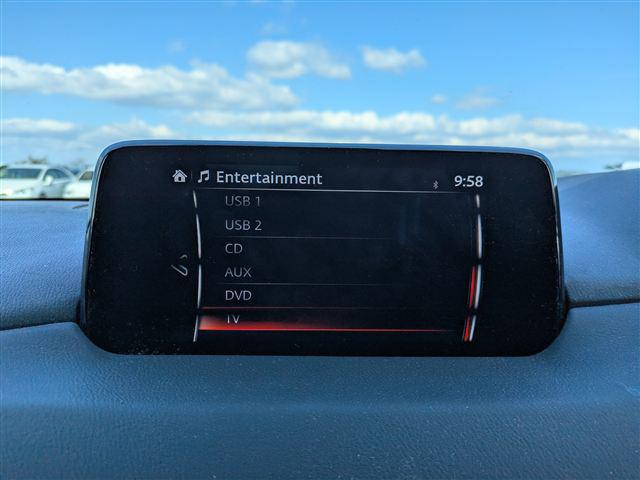 Entertainment 9:58
USB 1
USB 2
CD
AUX
DVD
TV